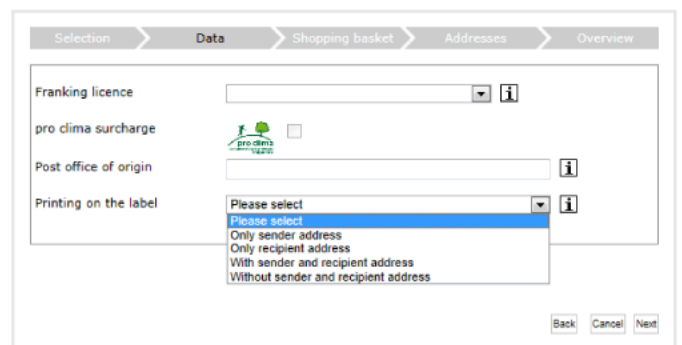 Selection Data Shopping basket Addresses Overview
Franking licence i
pro clima surcharge pro clima
Post office of origin i
Printing on the label Please select i
Please select
Only sender address
Only recipient address
With sender and recipient address
Without sender and recipient address
Back Cancel Next